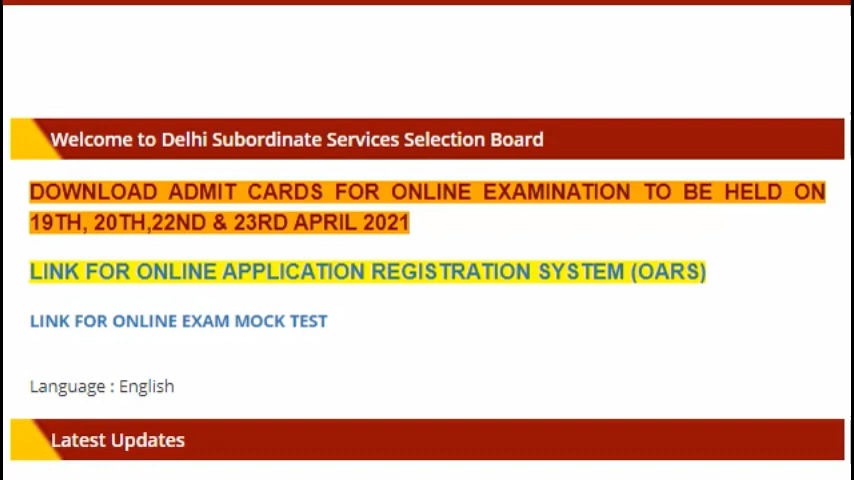 Welcome to Delhi Subordinate Services Selection Board
DOWNLOAD ADMIT CARDS FOR ONLINE EXAMINATION TO BE HELD ON
19TH, 20TH,22ND & 23RD APRIL 2021
LINK FOR ONLINE APPLICATION REGISTRATION SYSTEM (OARS)
LINK FOR ONLINE EXAM MOCK TEST
Language : English
Latest Updates